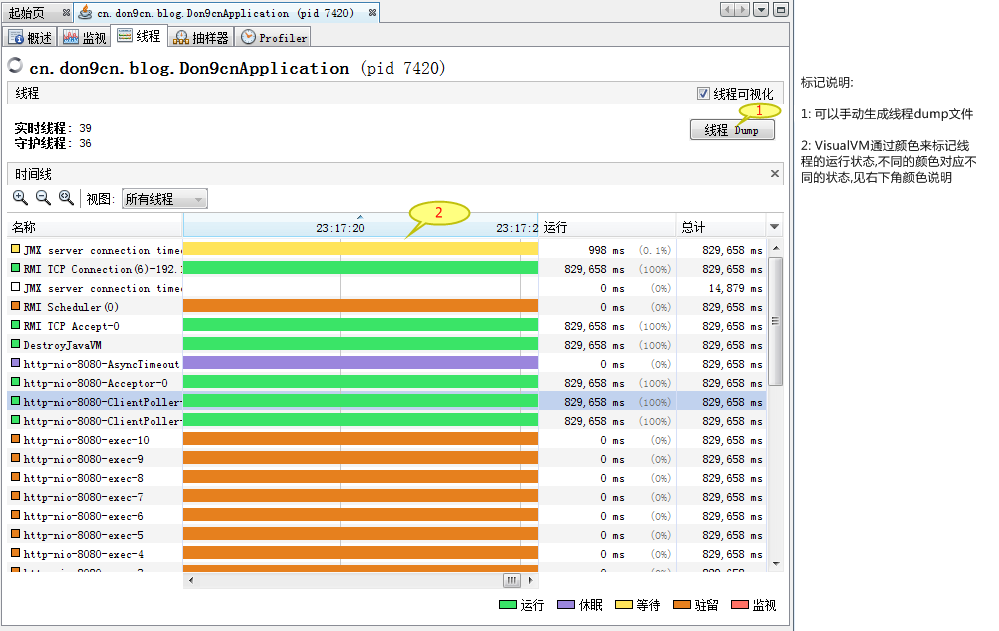 起始页
cn.don9cn.blog.Don9cnApplication (pid 7420)
概述 监视 线程 抽样器 Profiler
cn.don9cn.blog.Don9cnApplication (pid 7420)
线程
线程可视化
1
实时线程: 39
守护线程: 36
线程 Dump
时间线
视图: 所有线程
2
名称 23:17:20 23:17:2 运行 总计
JMX server connection timeo 998 ms (0.1%) 829,658 ms
RMI TCP Connection(6)-192. 829,658 ms (100%) 829,658 ms
JMX server connection timeo 0 ms (0%) 14,879 ms
RMI Scheduler(0) 0 ms (0%) 829,658 ms
RMI TCP Accept-0 829,658 ms (100%) 829,658 ms
DestroyJavaVM 829,658 ms (100%) 829,658 ms
http-nio-8080-AsyncTimeout 0 ms (0%) 829,658 ms
http-nio-8080-Acceptor-0 829,658 ms (100%) 829,658 ms
http-nio-8080-ClientPoller- 829,658 ms (100%) 829,658 ms
http-nio-8080-ClientPoller- 829,658 ms (100%) 829,658 ms
http-nio-8080-exec-10 0 ms (0%) 829,658 ms
http-nio-8080-exec-9 0 ms (0%) 829,658 ms
http-nio-8080-exec-8 0 ms (0%) 829,658 ms
http-nio-8080-exec-7 0 ms (0%) 829,658 ms
http-nio-8080-exec-6 0 ms (0%) 829,658 ms
http-nio-8080-exec-5 0 ms (0%) 829,658 ms
http-nio-8080-exec-4 0 ms (0%) 829,658 ms
运行 休眠 等待 驻留 监视
标记说明:
1: 可以手动生成线程dump文件
2: VisualVM通过颜色来标记线
程的运行状态,不同的颜色对应不
同的状态,见右下角颜色说明